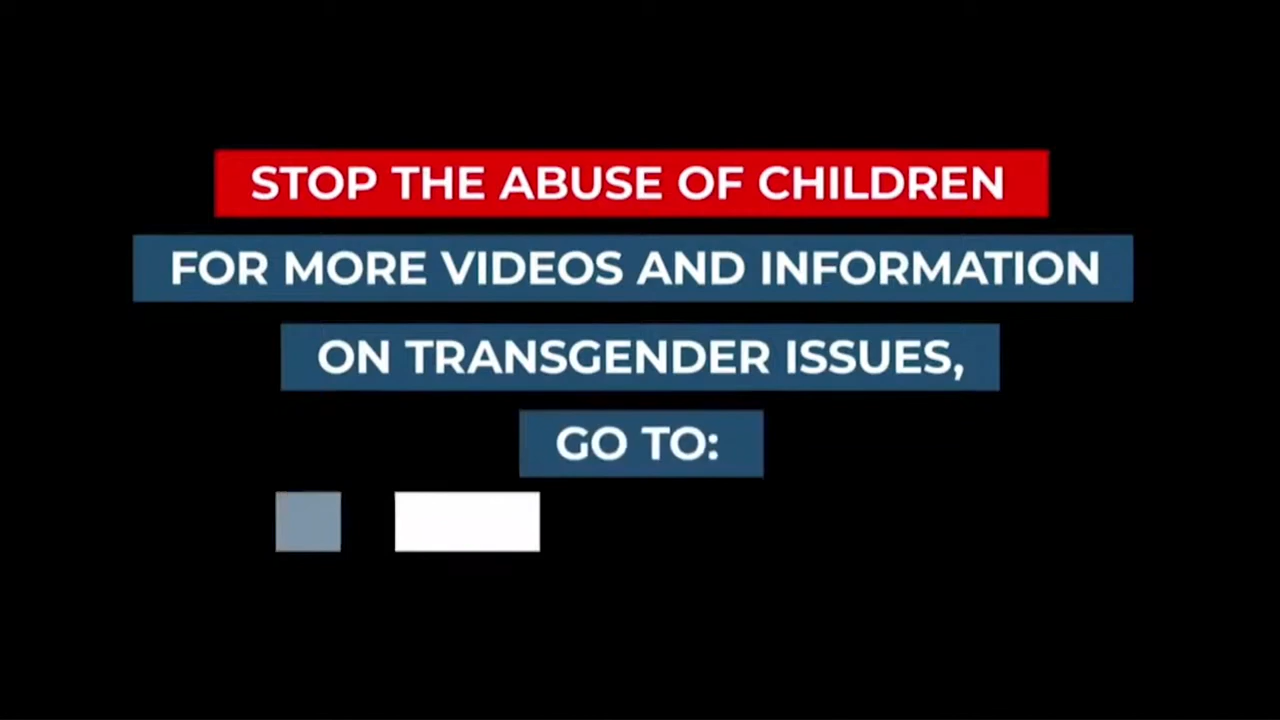 STOP THE ABUSE OF CHILDREN
FOR MORE VIDEOS AND INFORMATION
ON TRANSGENDER ISSUES,
GO TO: